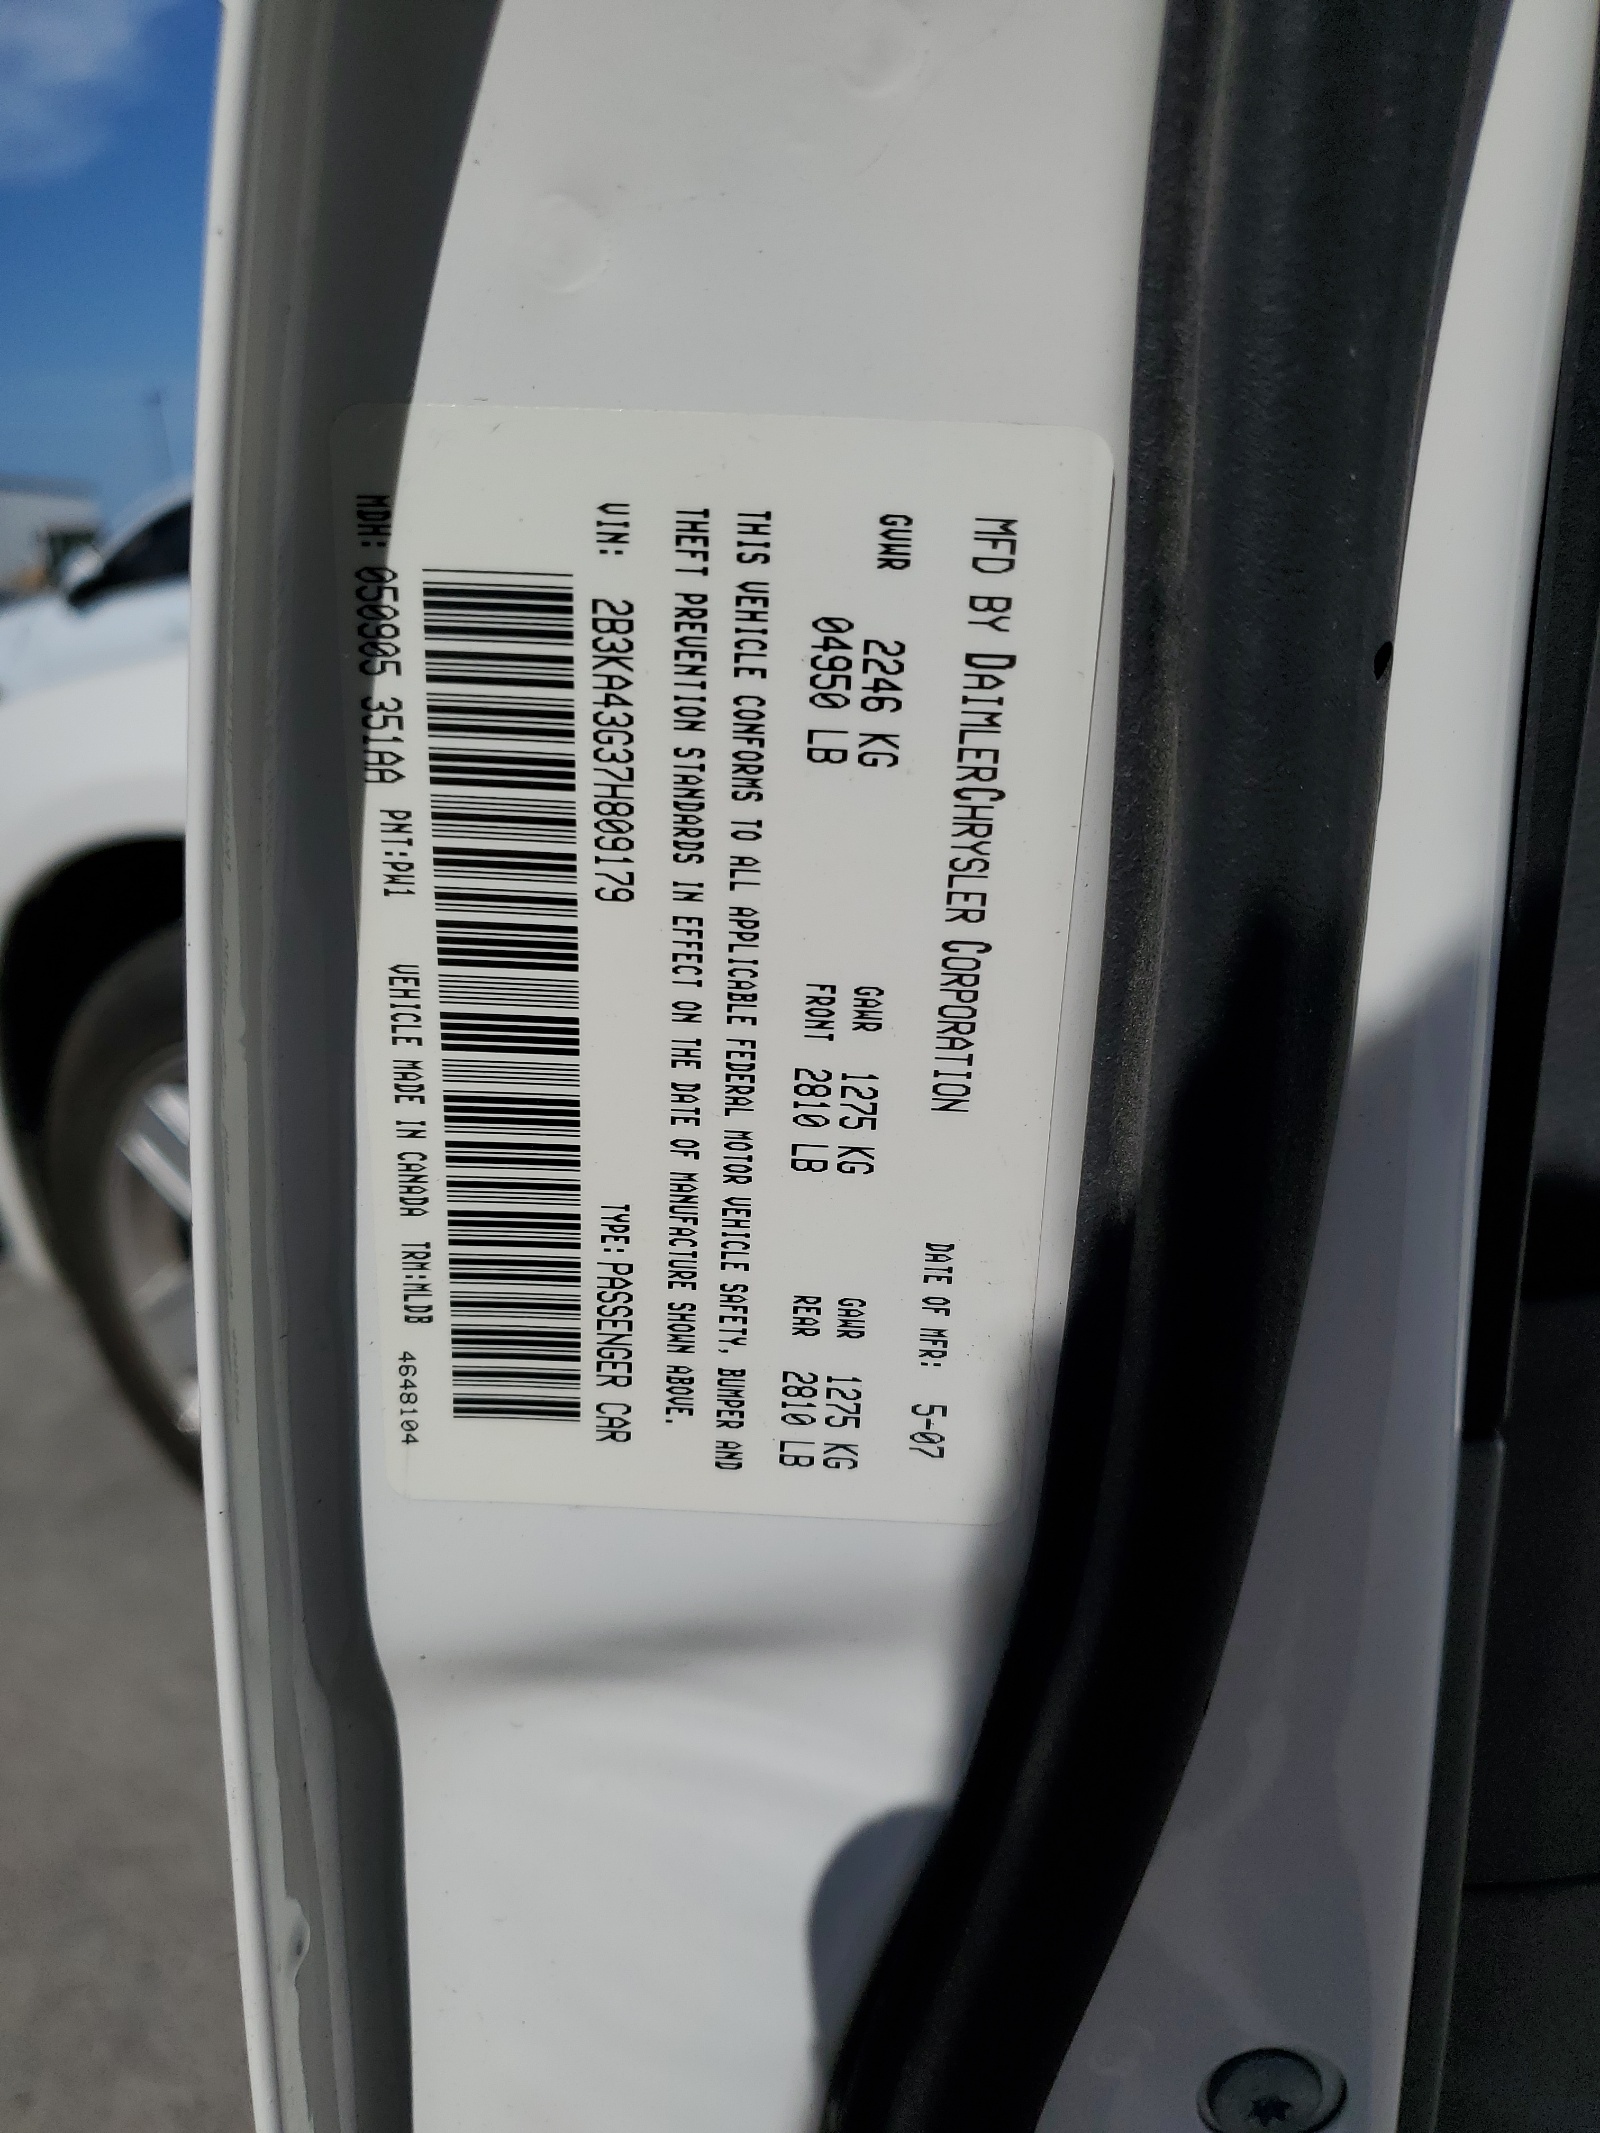 MFD BY DAIMLERCHRYSLER CORPORATION DATE OF MFR: 5-07
GVWR 2246 KG GAWR 1275 KG GAWR 1275 KG
04950 LB FRONT 2810 LB REAR 2810 LB
THIS VEHICLE CONFORMS TO ALL APPLICABLE FEDERAL MOTOR VEHICLE SAFETY, BUMPER AND
THEFT PREVENTION STANDARDS IN EFFECT ON THE DATE OF MANUFACTURE SHOWN ABOVE.
VIN: 2B3KA43G37H809179 TYPE: PASSENGER CAR
MDH: 050905 351AA PNT:PW1 VEHICLE MADE IN CANADA TRM:MLDB 4648104